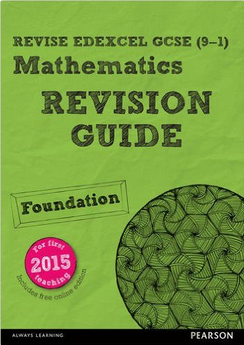 REVISE EDEXCEL GCSE (9–1)
Mathematics
REVISION
GUIDE
Foundation
For first
2015
teaching
Includes free online edition
ALWAYS LEARNING
PEARSON